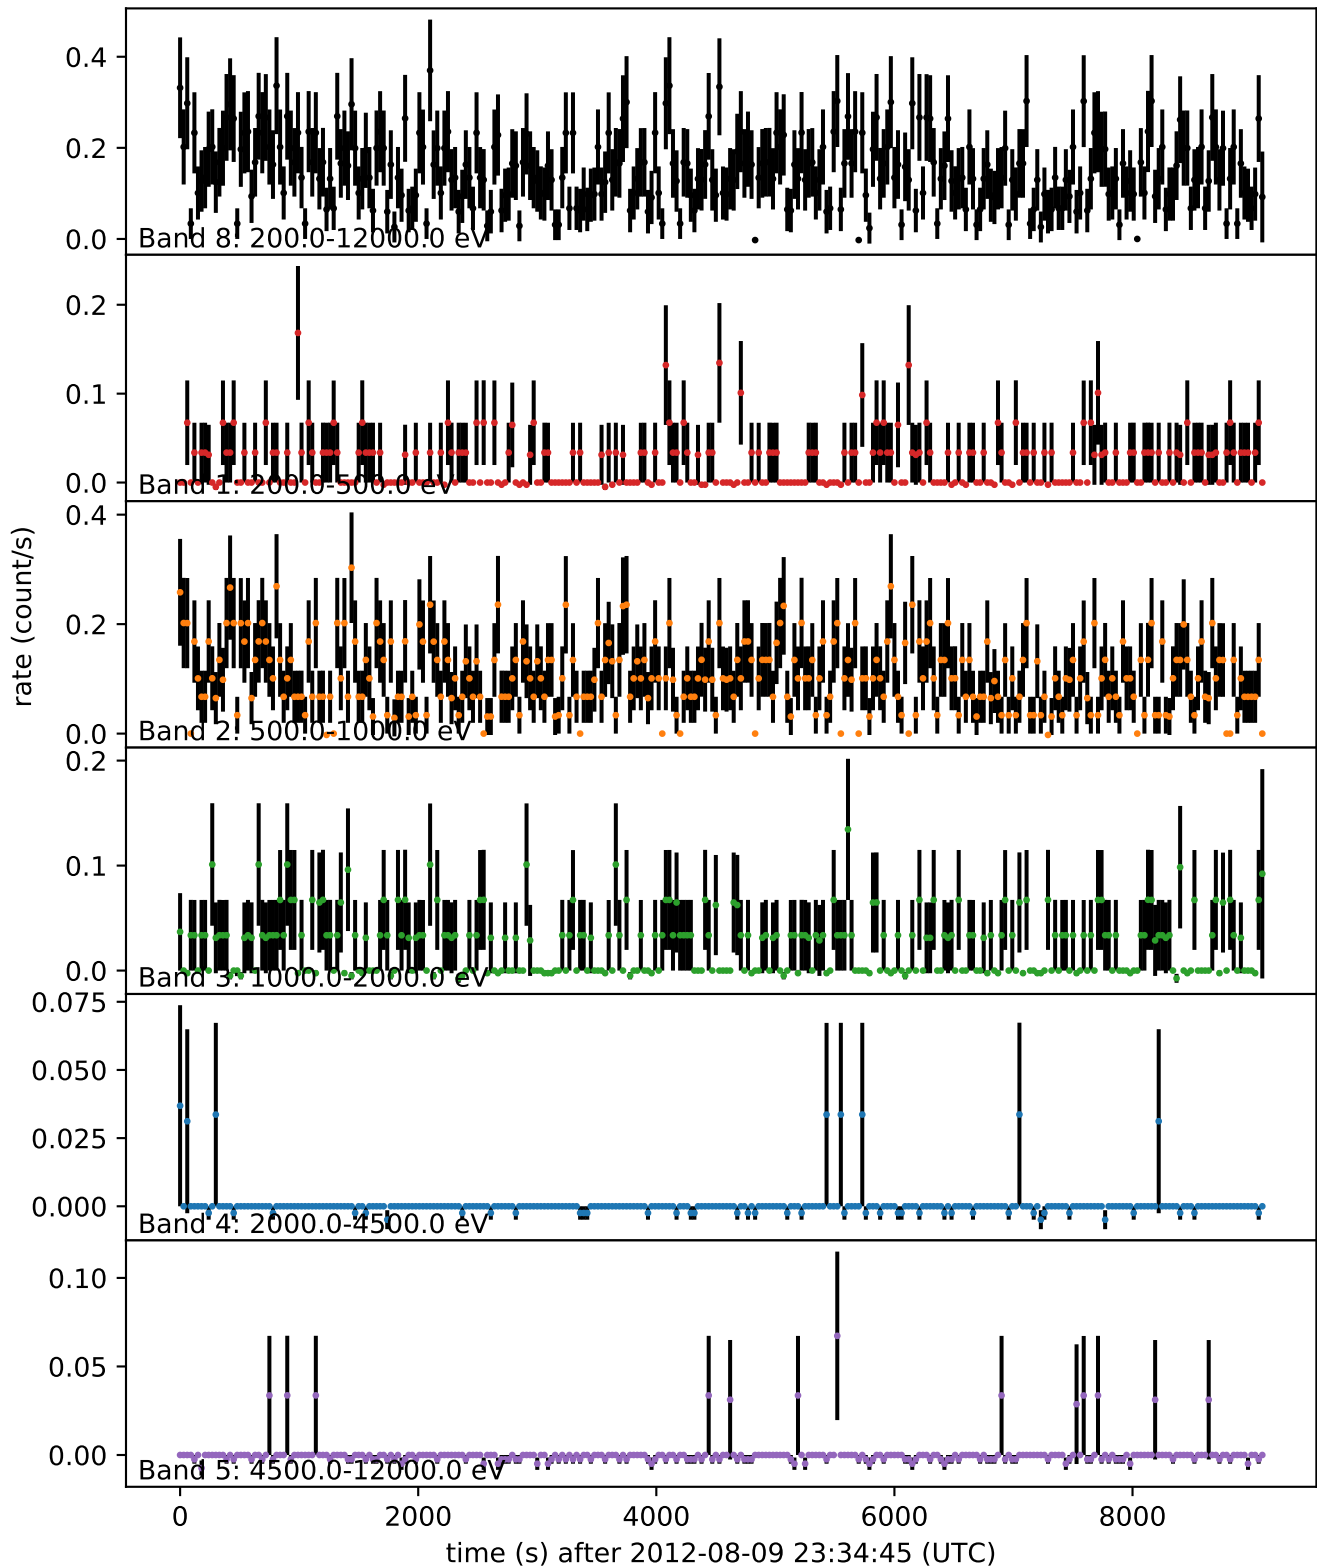 0.4
0.2
0.0
Band 8: 200.0-12000.0 eV
0.2
0.1
0.0
Band 1: 200.0-500.0 eV
0.4
0.2
0.0
Band 2: 500.0-1000.0 eV
rate (count/s)
0.2
0.1
0.0
Band 3: 1000.0-2000.0 eV
0.075
0.050
0.025
0.000
Band 4: 2000.0-4500.0 eV
0.10
0.05
0.00
Band 5: 4500.0-12000.0 eV
0 2000 4000 6000 8000
time (s) after 2012-08-09 23:34:45 (UTC)